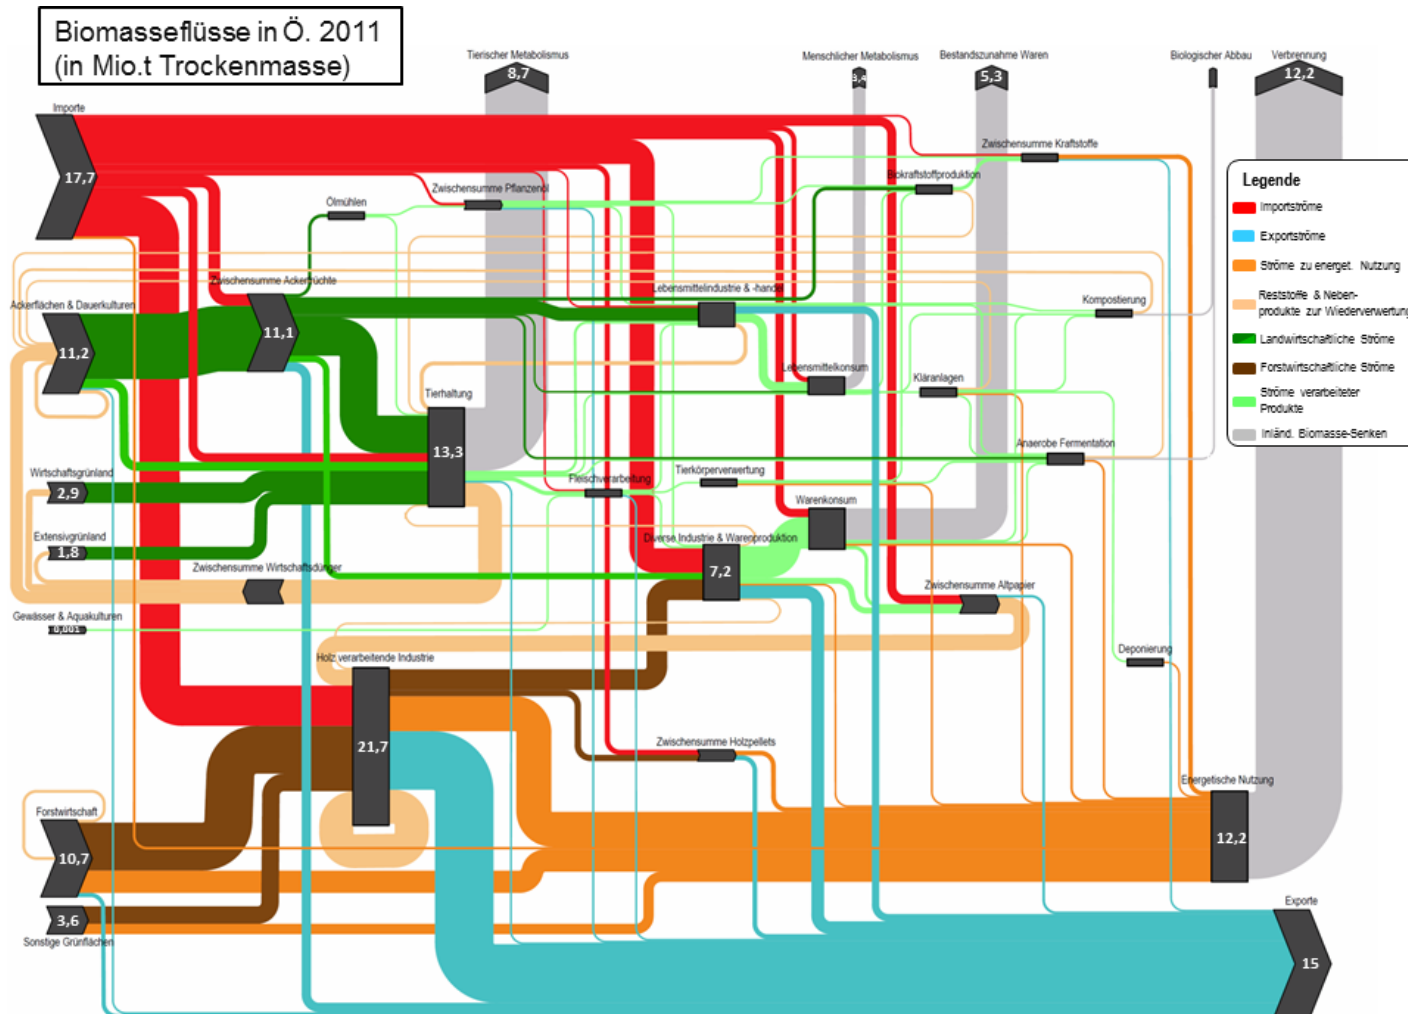 Biomasseflüsse in Ö. 2011
(in Mio.t Trockenmasse)
Tierischer Metabolismus
8,7
Menschlicher Metabolismus
3,4
Bestandszunahme Waren
5,3
Biologischer Abbau
Verbrennung
12,2
Importe
17,7
Zwischensumme Kraftstoffe
Biokraftstoffproduktion
Zwischensumme Pflanzenöl
Ölmühlen
Legende
Importströme
Exportströme
Ströme zu energet. Nutzung
Reststoffe & Neben-
produkte zur Wiederverwertung
Landwirtschaftliche Ströme
Forstwirtschaftliche Ströme
Ströme verarbeiteter
Produkte
Inländ. Biomasse-Senken
Zwischensumme Ackerfrüchte
11,1
Ackerflächen & Dauerkulturen
11,2
Lebensmittelindustrie & -handel
Kompostierung
Lebensmittelkonsum
Kläranlagen
Tierhaltung
13,3
Anaerobe Fermentation
Wirtschaftsgrünland
2,9
Fleischverarbeitung
Tierkörperverwertung
Warenkonsum
Extensivgrünland
1,8
Diverse Industrie & Warenproduktion
7,2
Zwischensumme Wirtschaftsdünger
Zwischensumme Altpapier
Gewässer & Aquakulturen
0,001
Holz verarbeitende Industrie
21,7
Deponierung
Zwischensumme Holzpellets
Energetische Nutzung
12,2
Forstwirtschaft
10,7
3,6
Sonstige Grünflächen
Exporte
15